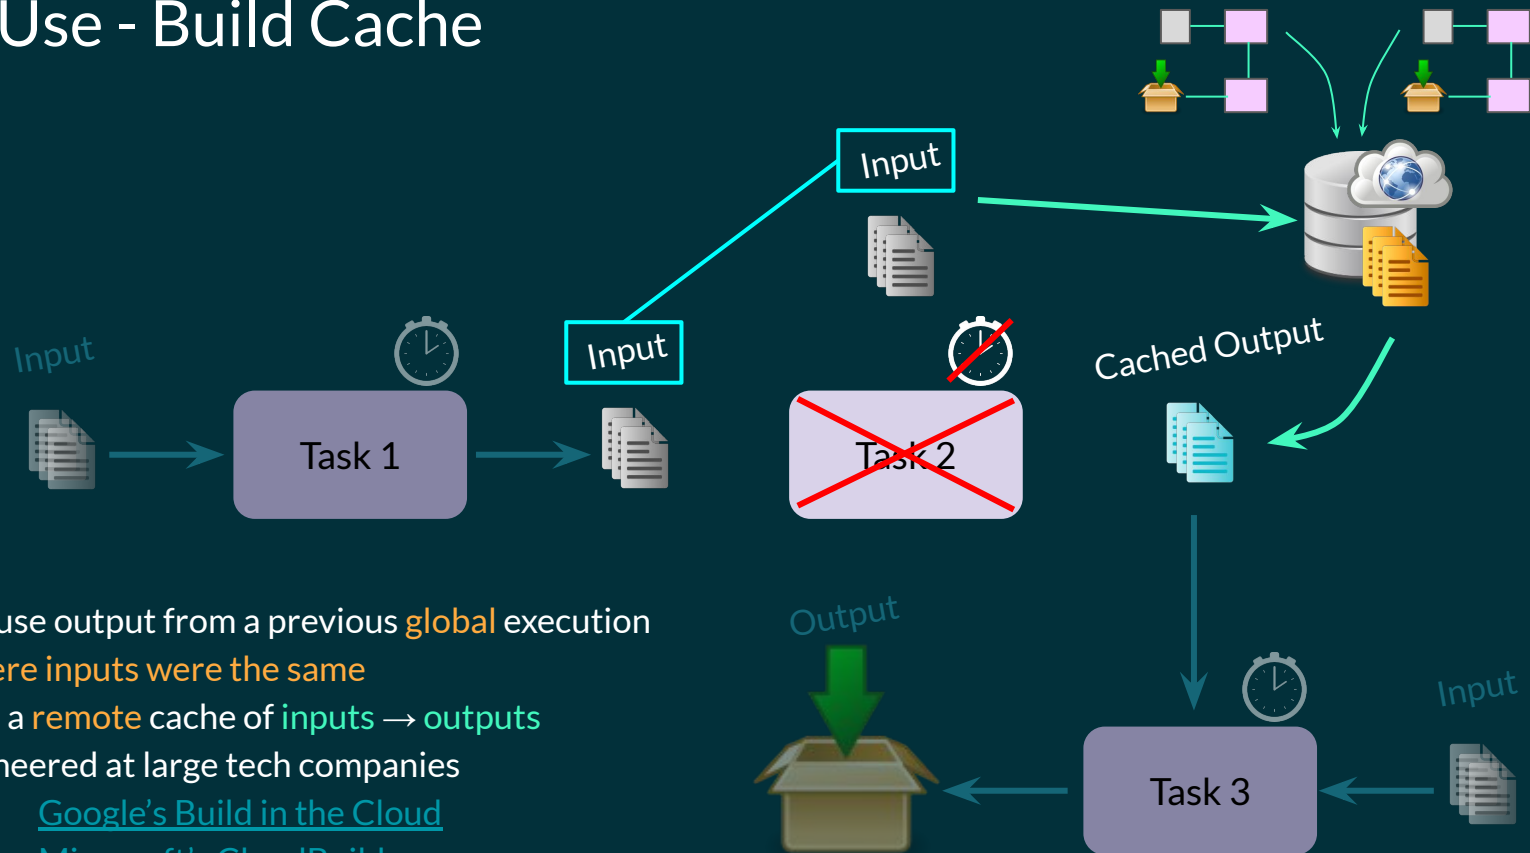 Use - Build Cache
Input
Input
Input
Cached Output
Task 1
Task 2
use output from a previous global execution
ere inputs were the same
a remote cache of inputs → outputs
neered at large tech companies
Google’s Build in the Cloud
Microsoft’s CloudBuild
Output
Input
Task 3